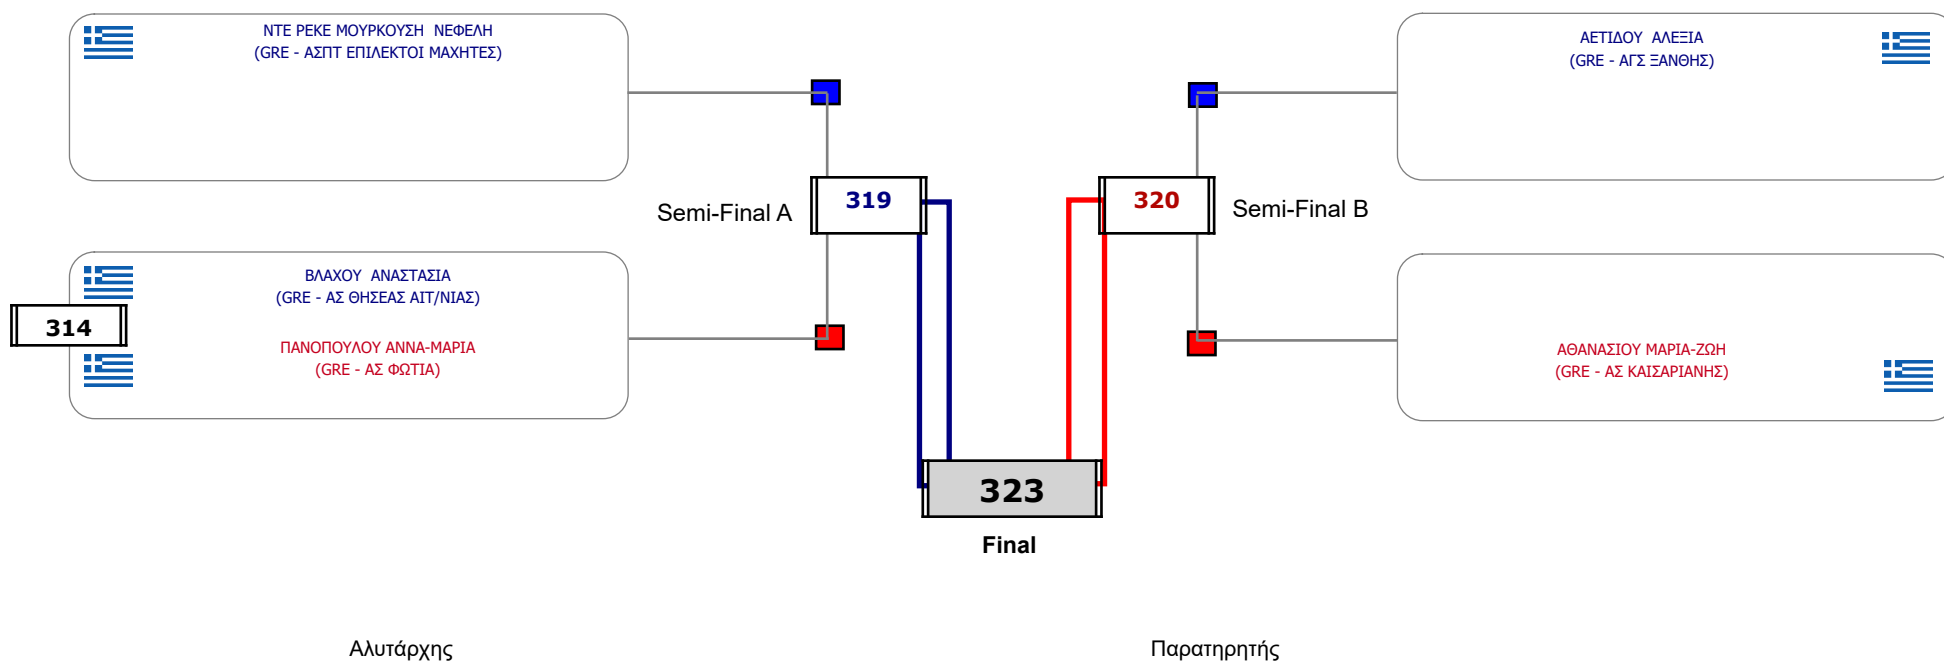 ΝΤΕ ΡΕΚΕ ΜΟΥΡΚΟΥΣΗ ΝΕΦΕΛΗ
(GRE - ΑΣΠΤ ΕΠΙΛΕΚΤΟΙ ΜΑΧΗΤΕΣ)
ΑΕΤΙΔΟΥ ΑΛΕΞΙΑ
(GRE - ΑΓΣ ΞΑΝΘΗΣ)
319
Semi-Final A
320
Semi-Final B
ΒΛΑΧΟΥ ΑΝΑΣΤΑΣΙΑ
(GRE - ΑΣ ΘΗΣΕΑΣ ΑΙΤ/ΝΙΑΣ)
314
ΠΑΝΟΠΟΥΛΟΥ ΑΝΝΑ-ΜΑΡΙΑ
(GRE - ΑΣ ΦΩΤΙΑ)
ΑΘΑΝΑΣΙΟΥ ΜΑΡΙΑ-ΖΩΗ
(GRE - ΑΣ ΚΑΙΣΑΡΙΑΝΗΣ)
323
Final
Αλυτάρχης
Παρατηρητής